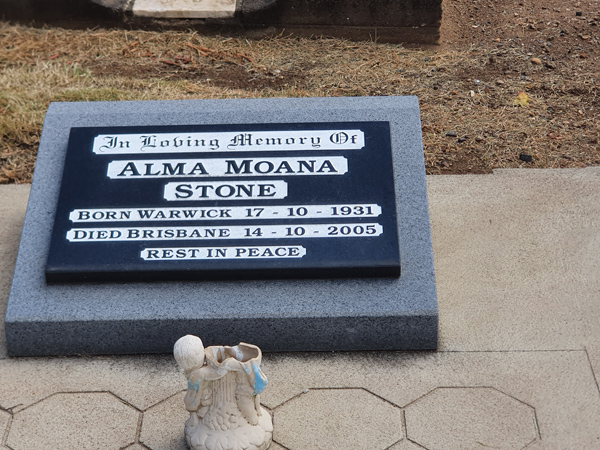 In Loving Memory Of
ALMA MOANA
STONE
BORN WARWICK 17 - 10 - 1931
DIED BRISBANE 14 - 10 - 2005
REST IN PEACE